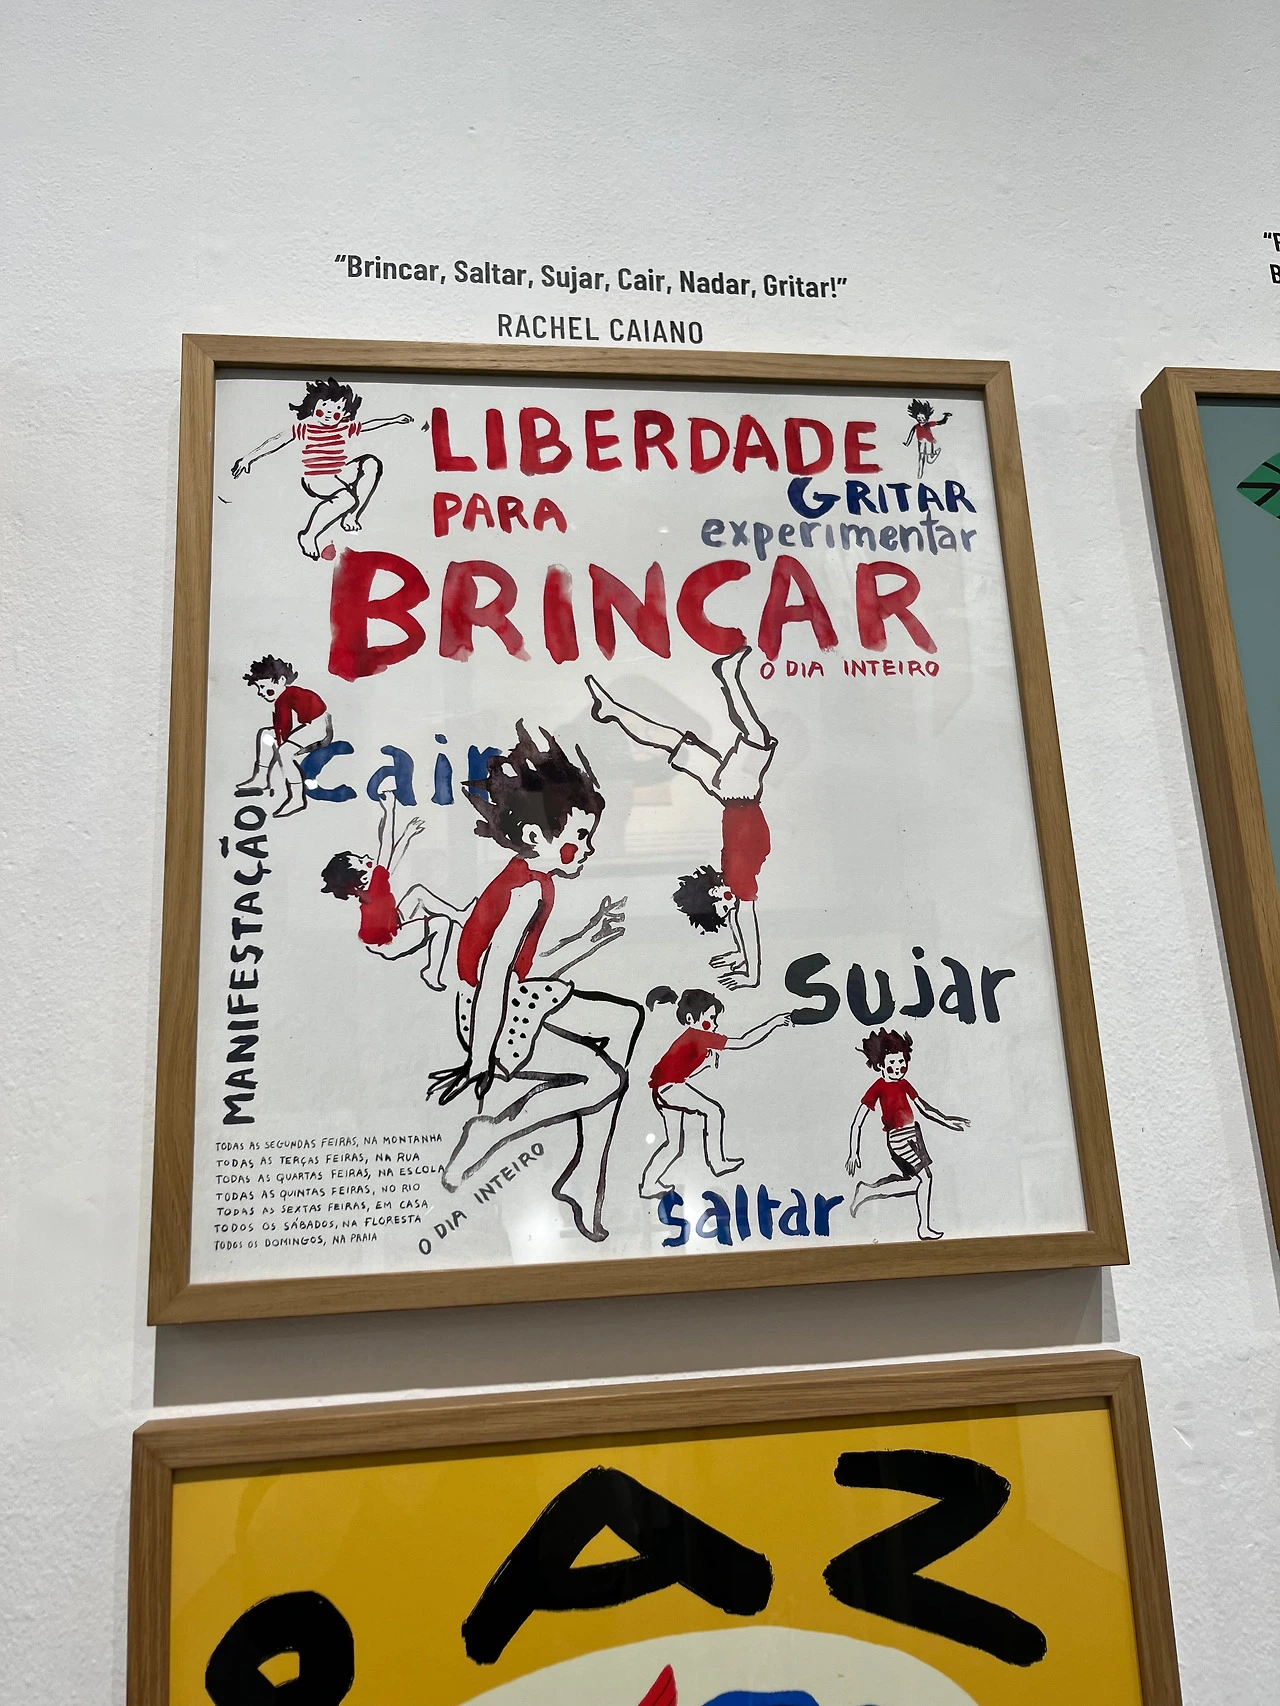 “Brincar, Saltar, Sujar, Cair, Nadar, Gritar!”
RACHEL CAIANO
LIBERDADE
PARA
GRITAR
experimentar
BRINCAR
O DIA INTEIRO
cair
MANIFESTAÇÃO!
sujar
TODAS AS SEGUNDAS FEIRAS, NA MONTANHA
TODAS AS TERÇAS FEIRAS, NA RUA
TODAS AS QUARTAS FEIRAS, NA ESCOLA
TODAS AS QUINTAS FEIRAS, NO RIO
TODAS AS SEXTAS FEIRAS, EM CASA
TODOS OS SÁBADOS, NA FLORESTA
TODOS OS DOMINGOS, NA PRAIA
O DIA INTEIRO
saltar
AZ